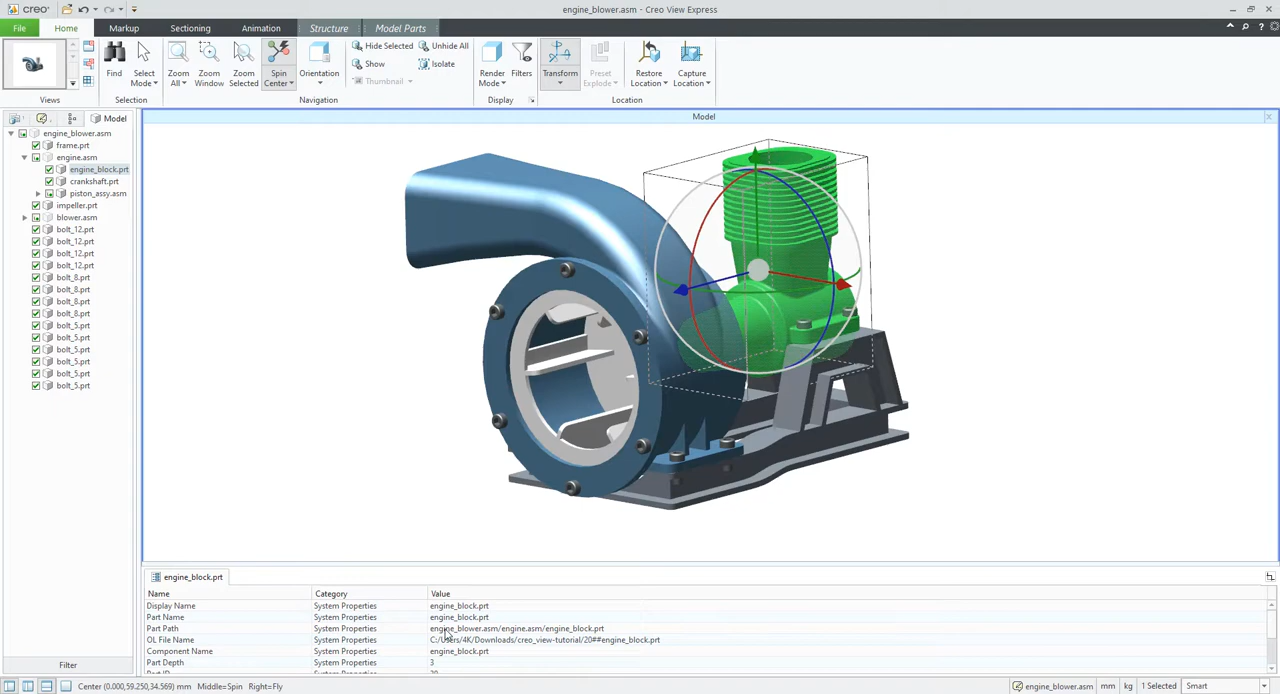 creo
engine_blower.asm - Creo View Express
File Home Markup Sectioning Animation Structure Model Parts
Find
Select Mode
Zoom All
Zoom Window
Zoom Selected
Spin Center
Orientation
Hide Selected
Unhide All
Show
Isolate
Thumbnail
Render Mode
Filters
Transform
Preset Explode
Restore Location
Capture Location
Views Selection Navigation Display Location
Model
Model
engine_blower.asm
frame.prt
engine.asm
engine_block.prt
crankshaft.prt
piston_assy.asm
impeller.prt
blower.asm
bolt_12.prt
bolt_12.prt
bolt_12.prt
bolt_12.prt
bolt_8.prt
bolt_8.prt
bolt_8.prt
bolt_8.prt
bolt_5.prt
bolt_5.prt
bolt_5.prt
bolt_5.prt
bolt_5.prt
bolt_5.prt
Filter
engine_block.prt
Name Category Value
Display Name System Properties engine_block.prt
Part Name System Properties engine_block.prt
Part Path System Properties engine_blower.asm/engine.asm/engine_block.prt
OL File Name System Properties C:/Users/4K/Downloads/creo_view-tutorial/20##engine_block.prt
Component Name System Properties engine_block.prt
Part Depth System Properties 3
Center (0.000,59.250,34.569) mm Middle=Spin Right=Fly
engine_blower.asm mm kg 1 Selected Smart